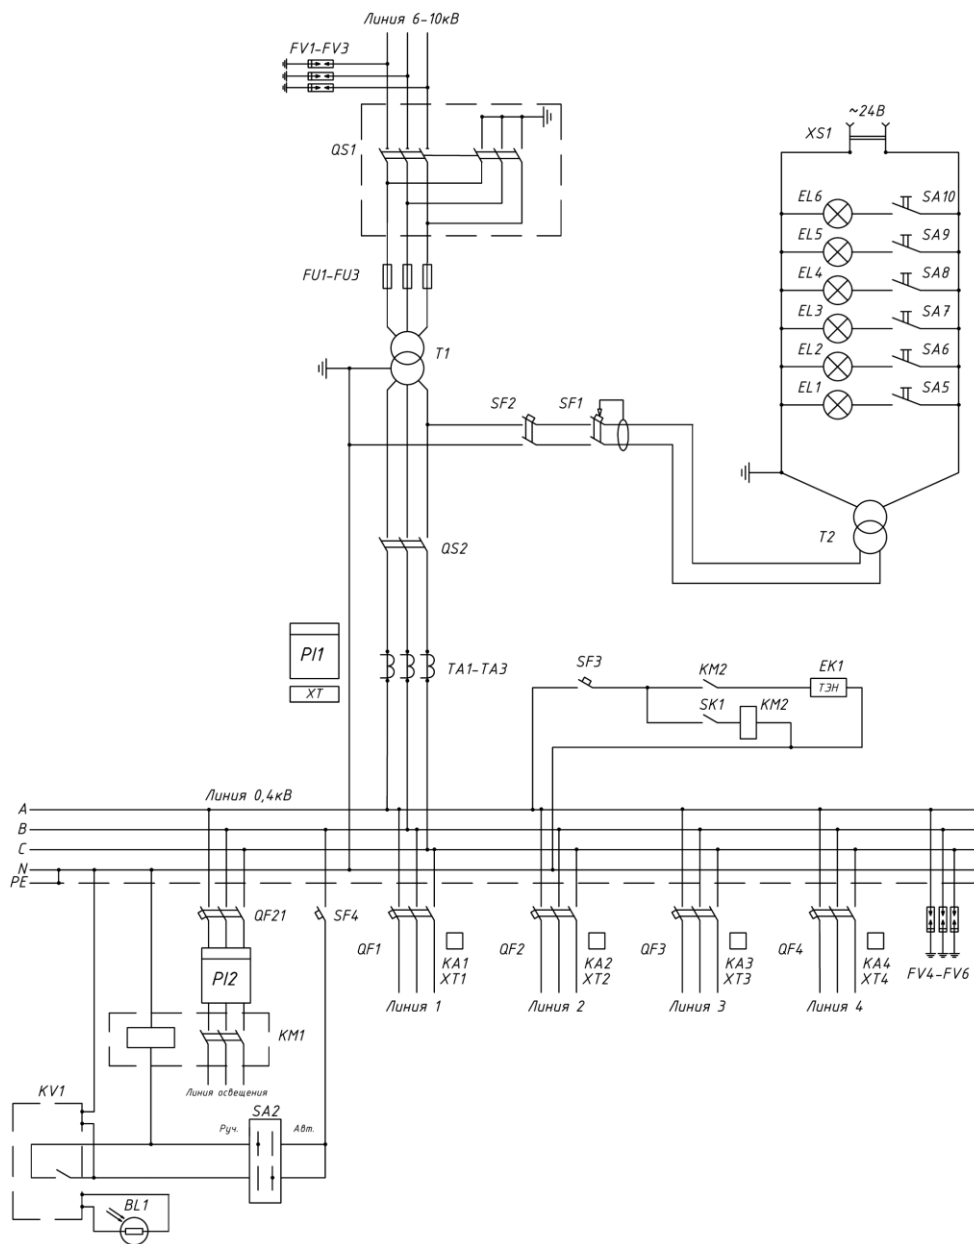 Линия 6-10кВ
FV1-FV3
~24В
XS1
QS1
EL6
SA10
EL5
SA9
FU1-FU3
EL4
SA8
EL3
SA7
T1
EL2
SA6
EL1
SA5
SF2
SF1
QS2
T2
PI1
XT
TA1-TA3
SF3
KM2
EK1
ТЭН
SK1
KM2
Линия 0,4кВ
A
B
C
N
PE
QF21
SF4
QF1
KA1
XT1
QF2
KA2
XT2
QF3
KA3
XT3
QF4
KA4
XT4
FV4-FV6
PI2
Линия 1
Линия 2
Линия 3
Линия 4
KM1
Линия освещения
KV1
SA2
Руч.
Авт.
BL1